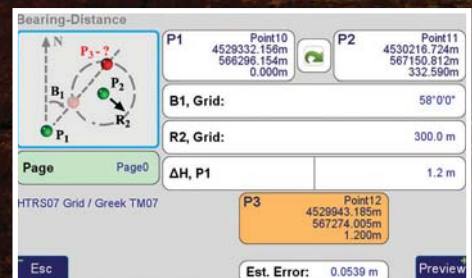 Bearing-Distance
N
P3 - ?
B1
P2
R2
P1
P1 Point10
4529332.156m
566296.154m
0.000m
P2 Point11
4530216.724m
567150.812m
332.590m
B1, Grid: 58°0'0"
R2, Grid: 300.0 m
Page Page0
ΔH, P1 1.2 m
HTRS07 Grid / Greek TM07
P3 Point12
4529943.185m
567274.005m
1.200m
Esc
Est. Error: 0.0539 m
Preview